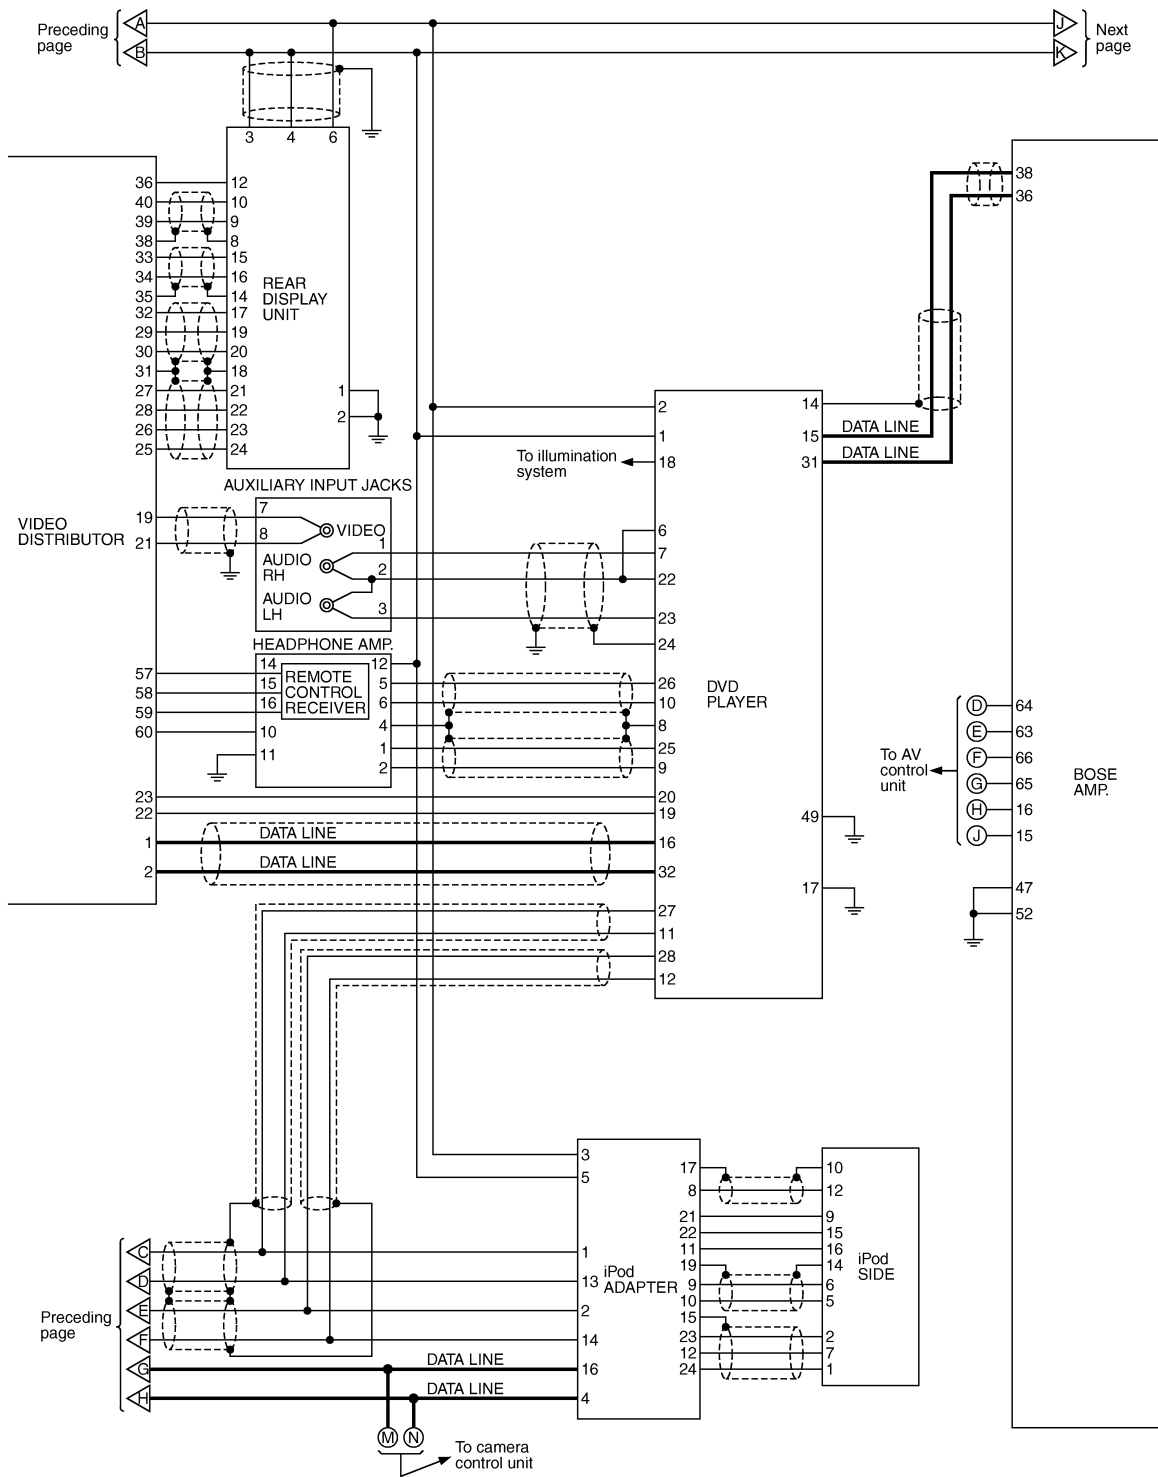 Preceding
page
A
B
J
K
Next
page
3 4 6
36 12
40 10
39 9
38 8
33 15
34 16
35 14
32 17
29 19
30 20
31 18
27 21
28 22
26 23
25 24
REAR
DISPLAY
UNIT
1
2
38
36
2
1
18
To illumination
system
14
15 DATA LINE
31 DATA LINE
AUXILIARY INPUT JACKS
VIDEO
DISTRIBUTOR
19 7
21 8
VIDEO
1
AUDIO
RH
2
AUDIO
LH
3
6
7
22
23
24
HEADPHONE AMP.
57 14
58 15
59 16
60 10
11
REMOTE
CONTROL
RECEIVER
12
5
6
4
1
2
26
10
8
25
9
DVD
PLAYER
23 20
22 19
1 DATA LINE 16
2 DATA LINE 32
49
17
27
11
28
12
To AV
control
unit
D 64
E 63
F 66
G 65
H 16
J 15
BOSE
AMP.
47
52
3
5
17 10
8 12
21 9
22 15
11 16
19 14
9 6
10 5
15
23 2
12 7
24 1
iPod
ADAPTER
iPod
SIDE
Preceding
page
C 1
D 13
E 2
F 14
G DATA LINE 16
H DATA LINE 4
M N
To camera
control unit